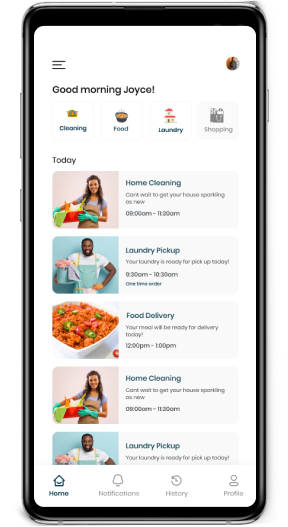 Good morning Joyce!
Cleaning
Food
Laundry
Shopping
Today
Home Cleaning
Cant wait to get your house sparkling
as new
09:00am - 11:30am
Laundry Pickup
Your laundry is ready for pick up today!
9:30am - 10:30am
One time order
Food Delivery
Your meal will be ready for delivery
today!
12:00pm - 1:00pm
Home Cleaning
Cant wait to get your house sparkling
as new
09:00am - 11:30am
Laundry Pickup
Your laundry is ready for pick up today!
Home
Notifications
History
Profile